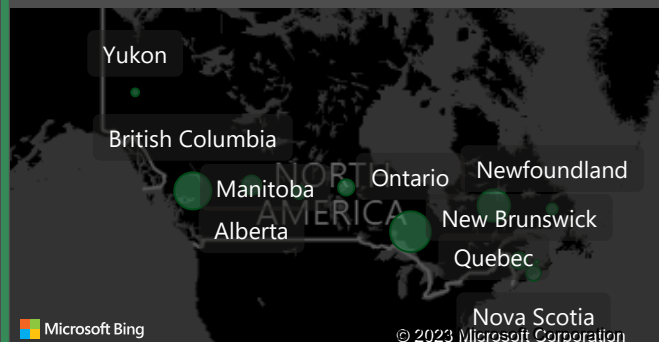 Yukon
British Columbia
NORTH
AMERICA
Manitoba
Ontario
Newfoundland
Alberta
New Brunswick
Quebec
Nova Scotia
Microsoft Bing
© 2023 Microsoft Corporation